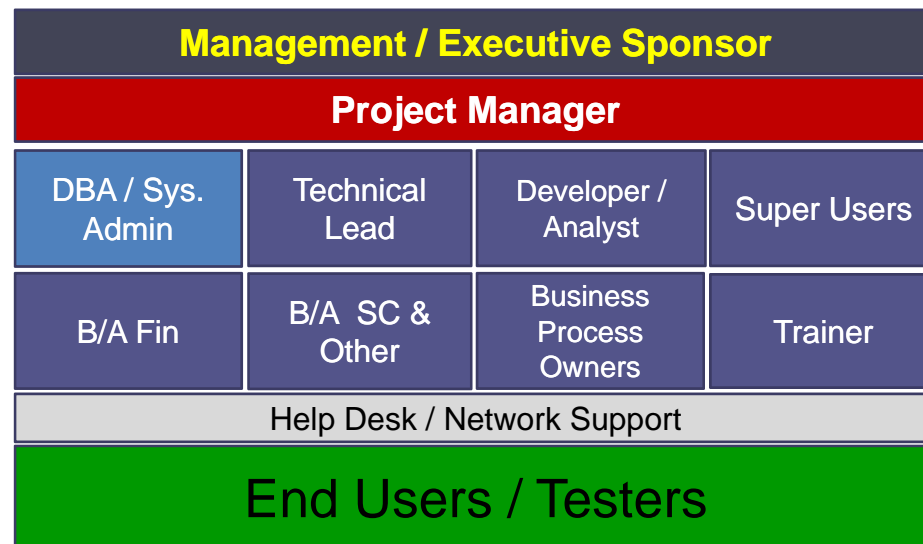 Management / Executive Sponsor
Project Manager
DBA / Sys.
Admin
Technical
Lead
Developer /
Analyst
Super Users
B/A Fin
B/A  SC &
Other
Business
Process
Owners
Trainer
Help Desk / Network Support
End Users / Testers